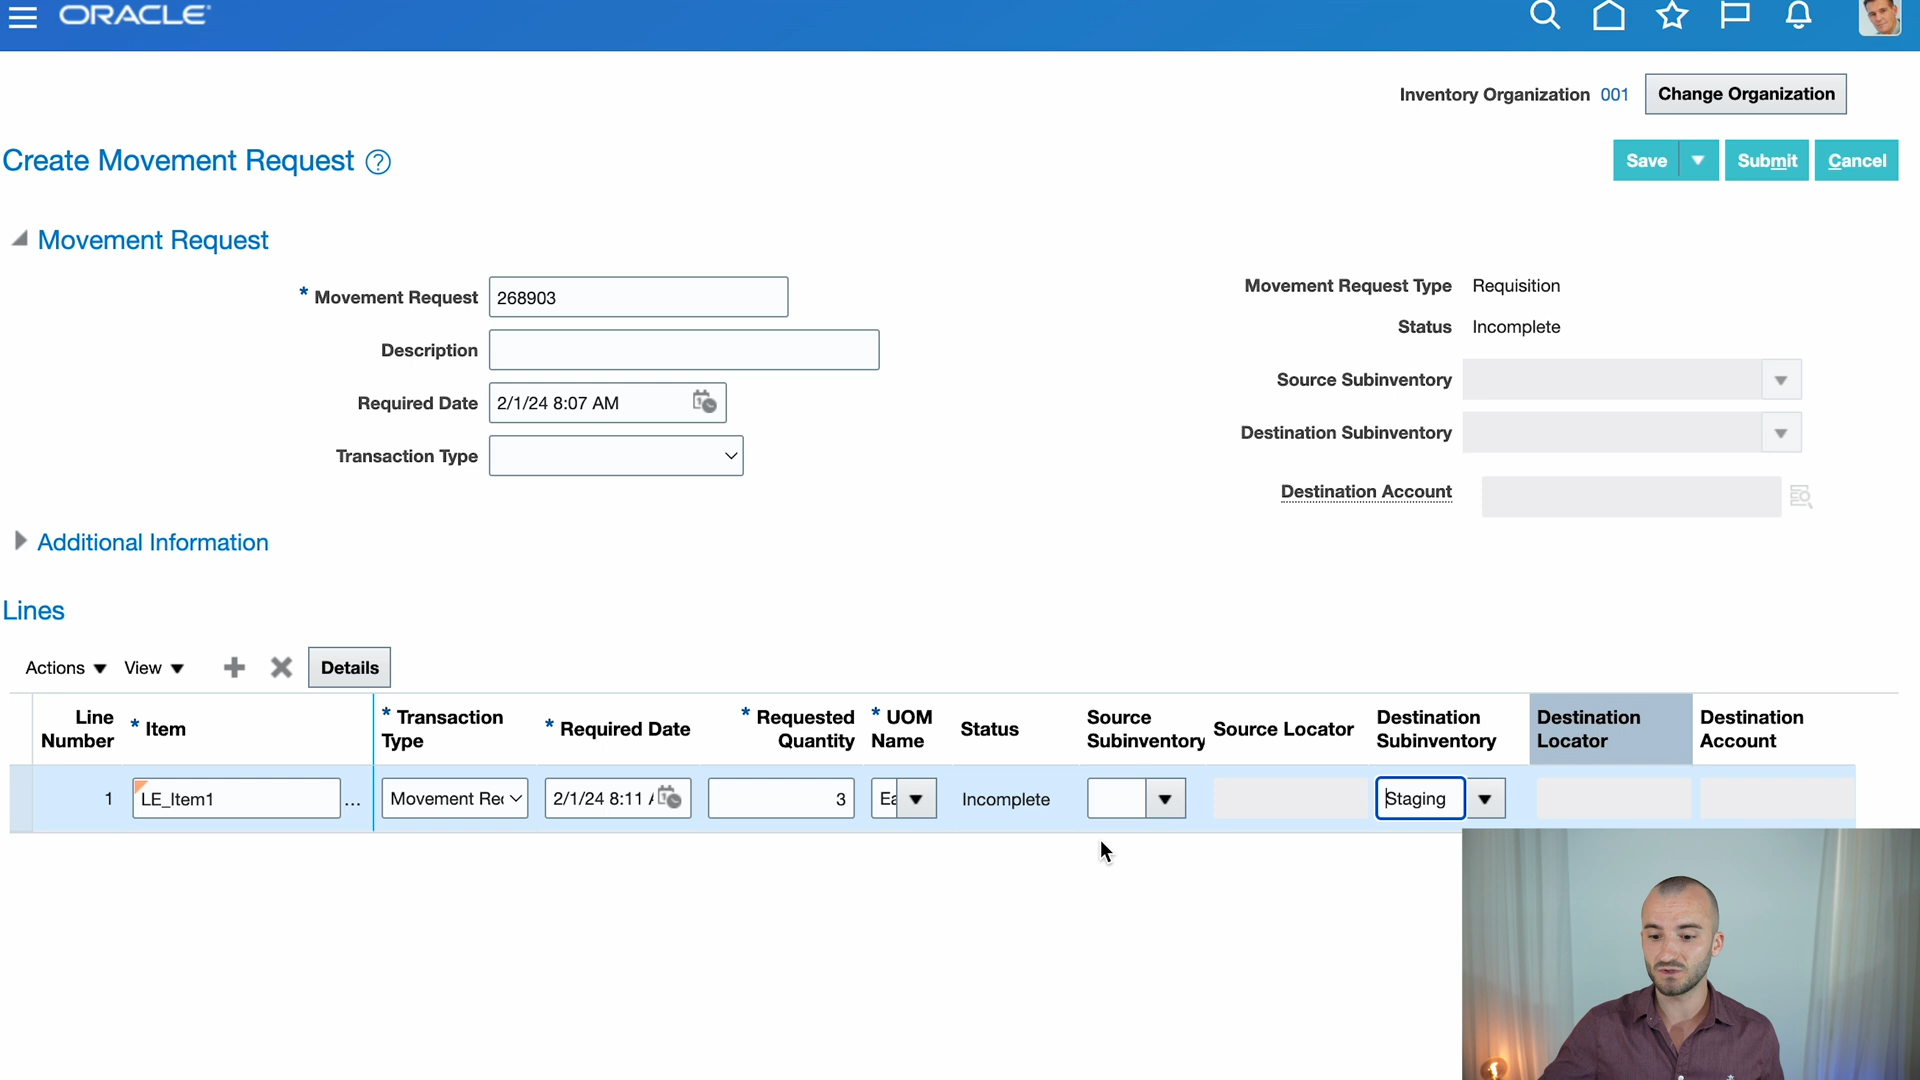 ORACLE
Inventory Organization 001 Change Organization
Create Movement Request ?
Save Submit Cancel
Movement Request
* Movement Request 268903
Description
Required Date 2/1/24 8:07 AM
Transaction Type
Movement Request Type Requisition
Status Incomplete
Source Subinventory
Destination Subinventory
Destination Account
Additional Information
Lines
Actions View Details
Line Number * Item * Transaction Type * Required Date * Requested Quantity * UOM Name Status Source Subinventory Source Locator Destination Subinventory Destination Locator Destination Account
1 LE_Item1 ... Movement Rec 2/1/24 8:11 3 Ea Incomplete Staging